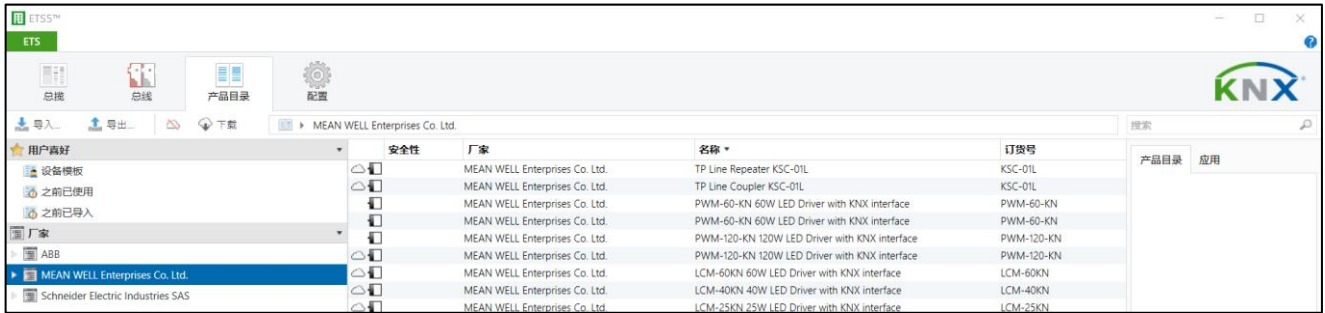 ETS5™
ETS
总揽
总线
产品目录
配置
KNX
导入...
导出...
下载
MEAN WELL Enterprises Co. Ltd.
搜索
用户喜好
设备模板
之前已使用
之前已导入
厂家
ABB
MEAN WELL Enterprises Co. Ltd.
Schneider Electric Industries SAS
安全性 厂家 名称 订货号
MEAN WELL Enterprises Co. Ltd. TP Line Repeater KSC-01L KSC-01L
MEAN WELL Enterprises Co. Ltd. TP Line Coupler KSC-01L KSC-01L
MEAN WELL Enterprises Co. Ltd. PWM-60-KN 60W LED Driver with KNX interface PWM-60-KN
MEAN WELL Enterprises Co. Ltd. PWM-60-KN 60W LED Driver with KNX interface PWM-60-KN
MEAN WELL Enterprises Co. Ltd. PWM-120-KN 120W LED Driver with KNX interface PWM-120-KN
MEAN WELL Enterprises Co. Ltd. PWM-120-KN 120W LED Driver with KNX interface PWM-120-KN
MEAN WELL Enterprises Co. Ltd. LCM-60KN 60W LED Driver with KNX interface LCM-60KN
MEAN WELL Enterprises Co. Ltd. LCM-40KN 40W LED Driver with KNX interface LCM-40KN
MEAN WELL Enterprises Co. Ltd. LCM-25KN 25W LED Driver with KNX interface LCM-25KN
产品目录 应用